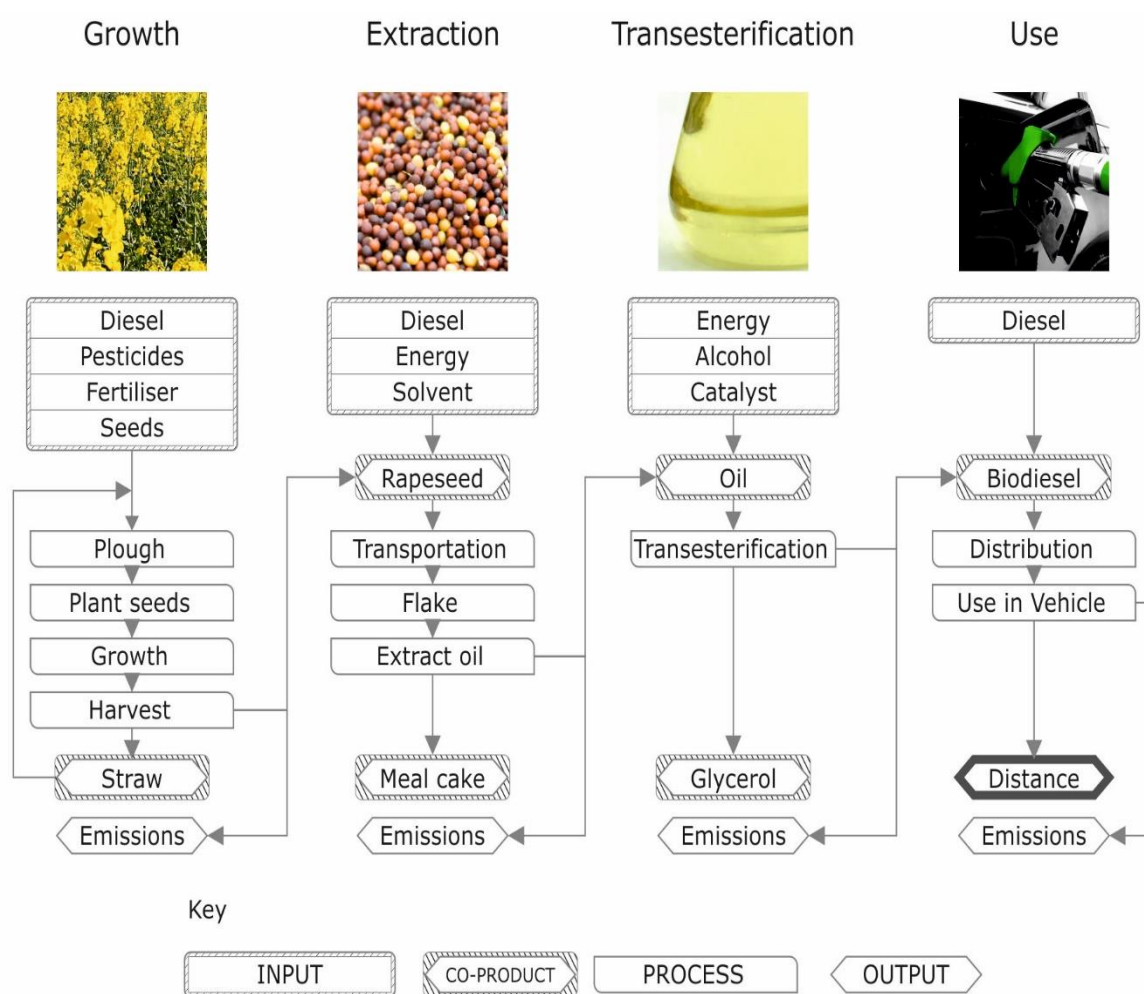 Growth
Extraction
Transesterification
Use
Diesel
Pesticides
Fertiliser
Seeds
Plough
Plant seeds
Growth
Harvest
Straw
Emissions
Diesel
Energy
Solvent
Rapeseed
Transportation
Flake
Extract oil
Meal cake
Emissions
Energy
Alcohol
Catalyst
Oil
Transesterification
Glycerol
Emissions
Diesel
Biodiesel
Distribution
Use in Vehicle
Distance
Emissions
Key
INPUT
CO-PRODUCT
PROCESS
OUTPUT